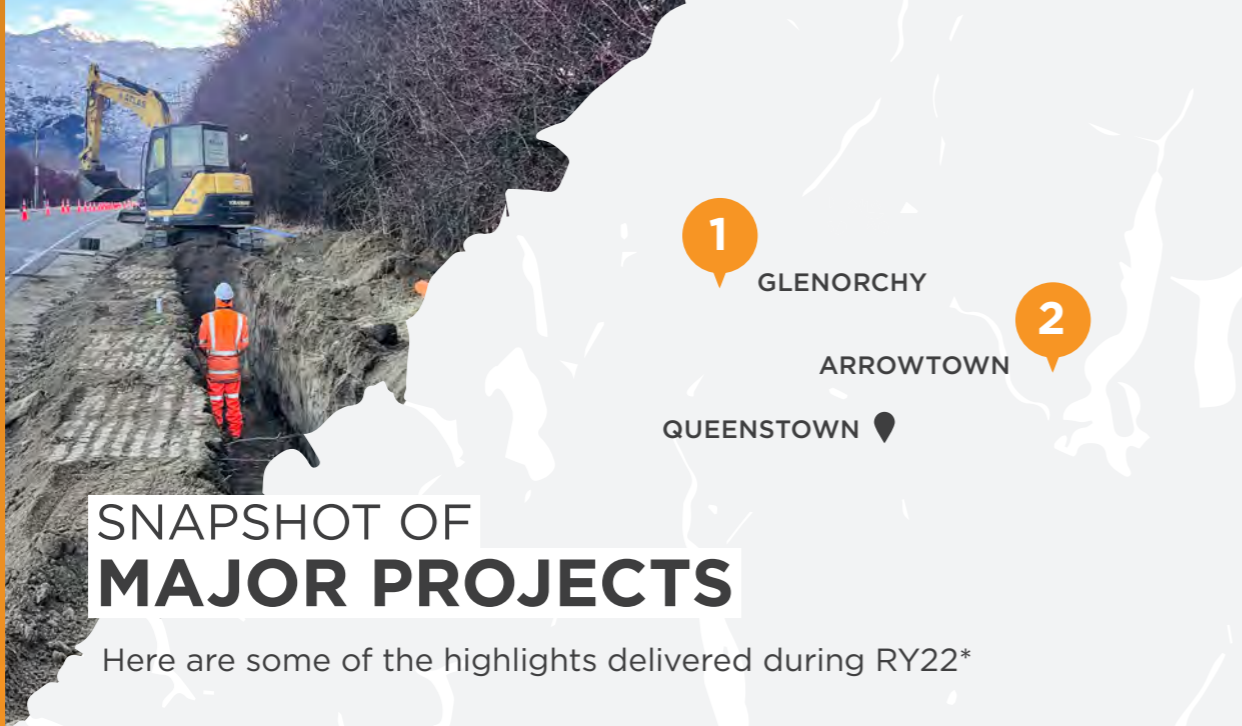 1
GLENORCHY
2
ARROWTOWN
QUEENSTOWN
SNAPSHOT OF
MAJOR PROJECTS
Here are some of the highlights delivered during RY22*